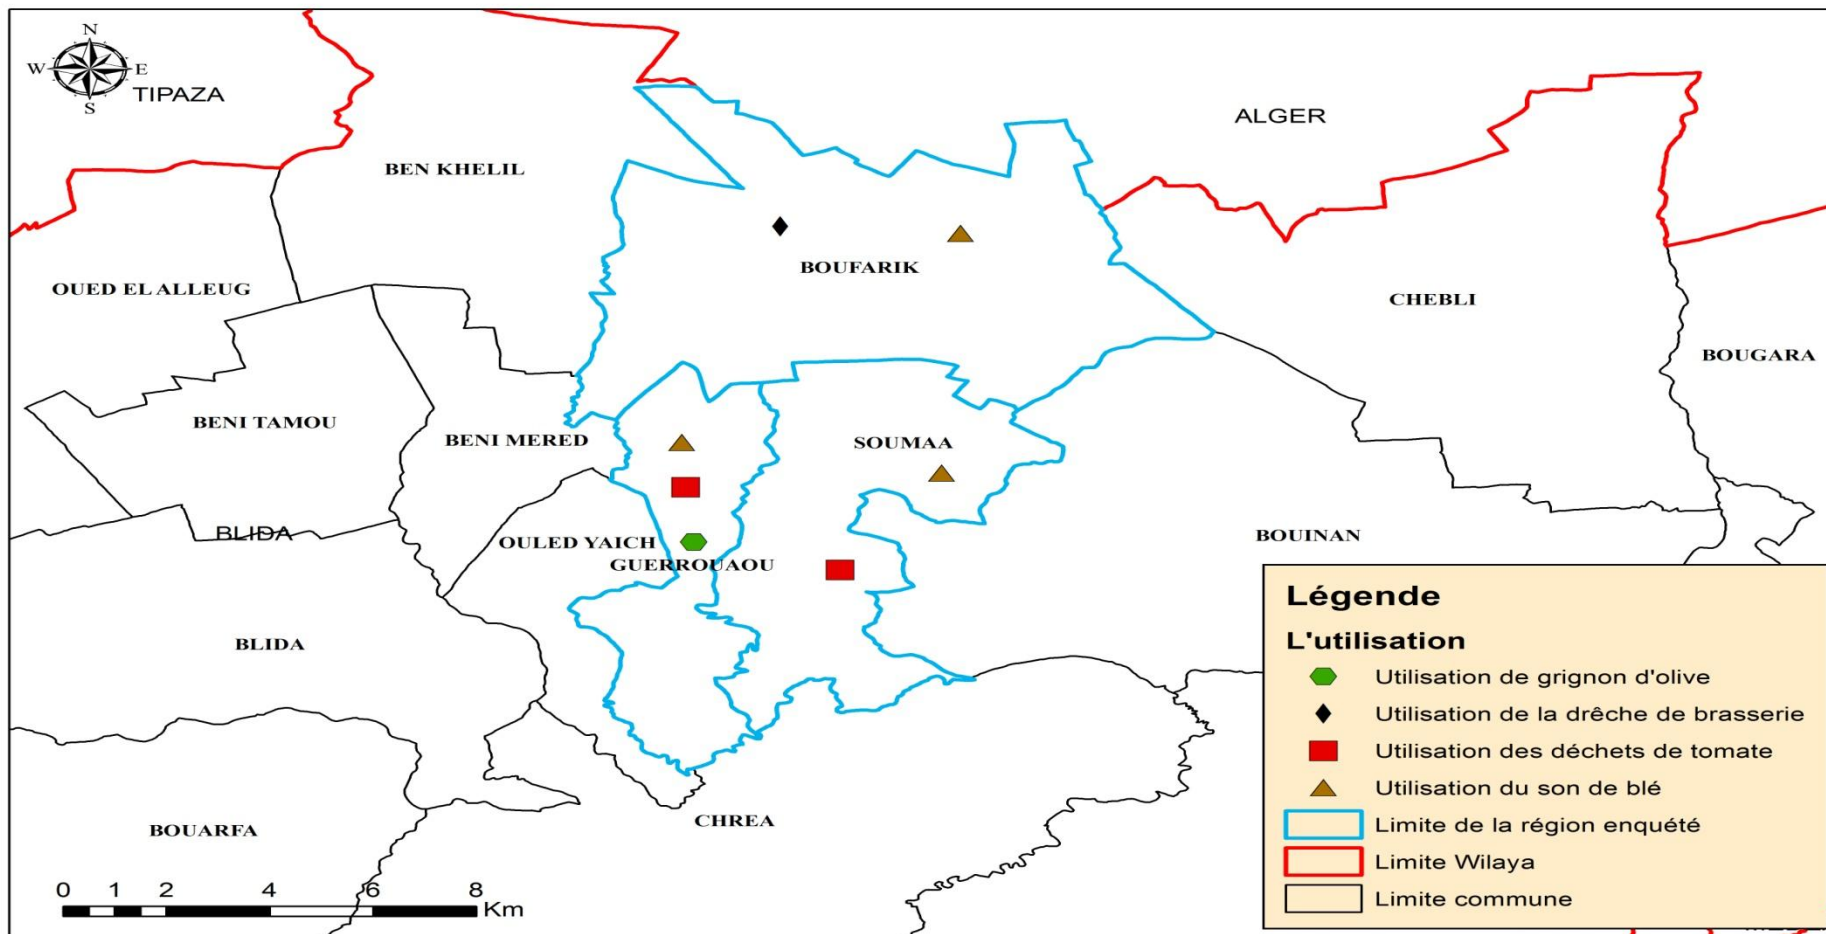 N
W E
S
TIPAZA
ALGER
BEN KHELIL
BOUFARIK
OUED EL ALLEUG
CHEBLI
BOUGARA
BENI TAMOU
BENI MERED
SOUMAA
BLIDA
OULED YAICH
GUERROUAOU
BOUINAN
BLIDA
CHREA
BOUARFA
0 1 2 4 6 8
Km
Légende
L'utilisation
Utilisation de grignon d'olive
Utilisation de la drêche de brasserie
Utilisation des déchets de tomate
Utilisation du son de blé
Limite de la région enquété
Limite Wilaya
Limite commune